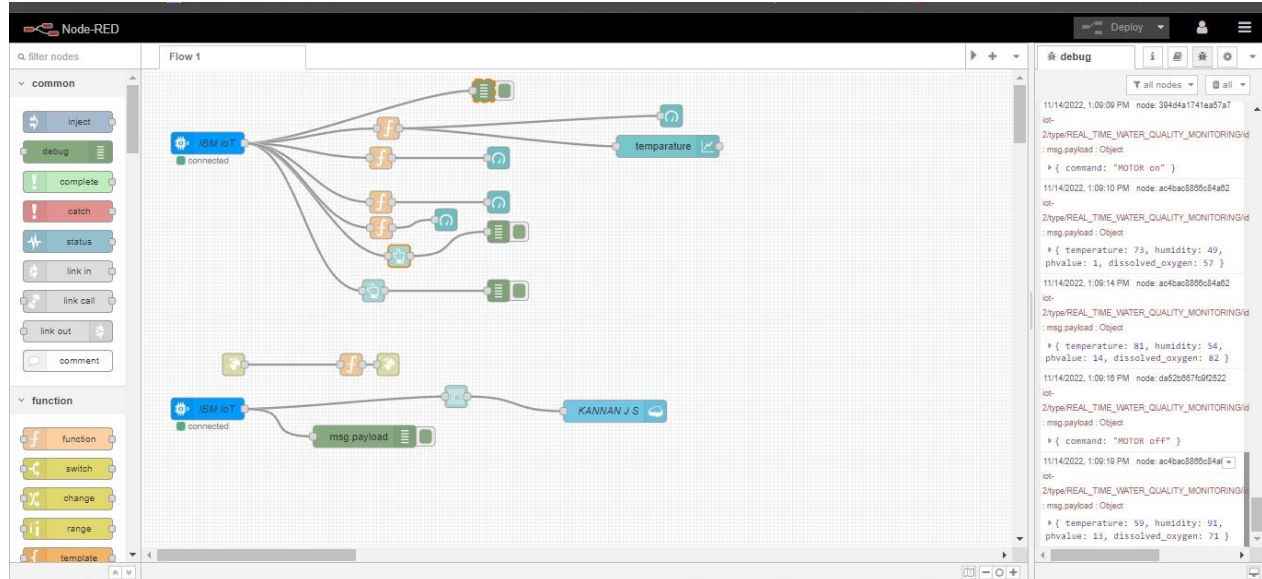 Node-RED
Deploy
filter nodes
Flow 1
debug
i
all nodes
all
common
inject
debug
complete
catch
status
link in
link call
link out
comment
function
function
switch
change
range
template
IBM IoT
connected
temparature
IBM IoT
connected
msg.payload
KANNAN J S
11/14/2022, 1:09:09 PM node: 394d4a1741ea57a7
iot-
2/type/REAL_TIME_WATER_QUALITY_MONITORING/id
: msg.payload : Object
{ command: "MOTOR on" }
11/14/2022, 1:09:10 PM node: ac4bac8866c84a62
iot-
2/type/REAL_TIME_WATER_QUALITY_MONITORING/id
: msg.payload : Object
{ temperature: 73, humidity: 49,
phvalue: 1, dissolved_oxygen: 57 }
11/14/2022, 1:09:14 PM node: ac4bac8866c84a62
iot-
2/type/REAL_TIME_WATER_QUALITY_MONITORING/id
: msg.payload : Object
{ temperature: 81, humidity: 54,
phvalue: 14, dissolved_oxygen: 82 }
11/14/2022, 1:09:16 PM node: da52b667fc9f2522
iot-
2/type/REAL_TIME_WATER_QUALITY_MONITORING/id
: msg.payload : Object
{ command: "MOTOR off" }
11/14/2022, 1:09:19 PM node: ac4bac8866c84a
iot-
2/type/REAL_TIME_WATER_QUALITY_MONITORING/id
: msg.payload : Object
{ temperature: 59, humidity: 91,
phvalue: 13, dissolved_oxygen: 71 }